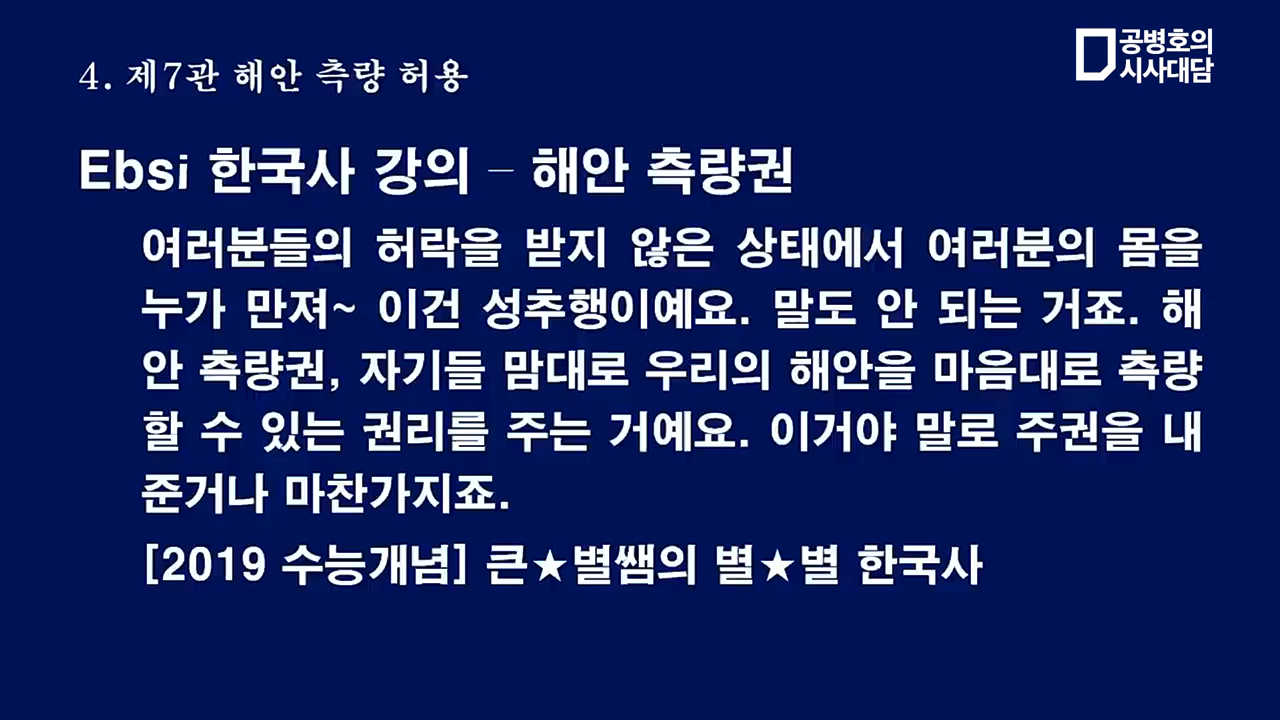 공병호의
시사대담
4. 제7관 해안 측량 허용
Ebsi 한국사 강의 – 해안 측량권
여러분들의 허락을 받지 않은 상태에서 여러분의 몸을
누가 만져~ 이건 성추행이예요. 말도 안 되는 거죠. 해
안 측량권, 자기들 맘대로 우리의 해안을 마음대로 측량
할 수 있는 권리를 주는 거예요. 이거야 말로 주권을 내
준거나 마찬가지죠.
[2019 수능개념] 큰★별쌤의 별★별 한국사